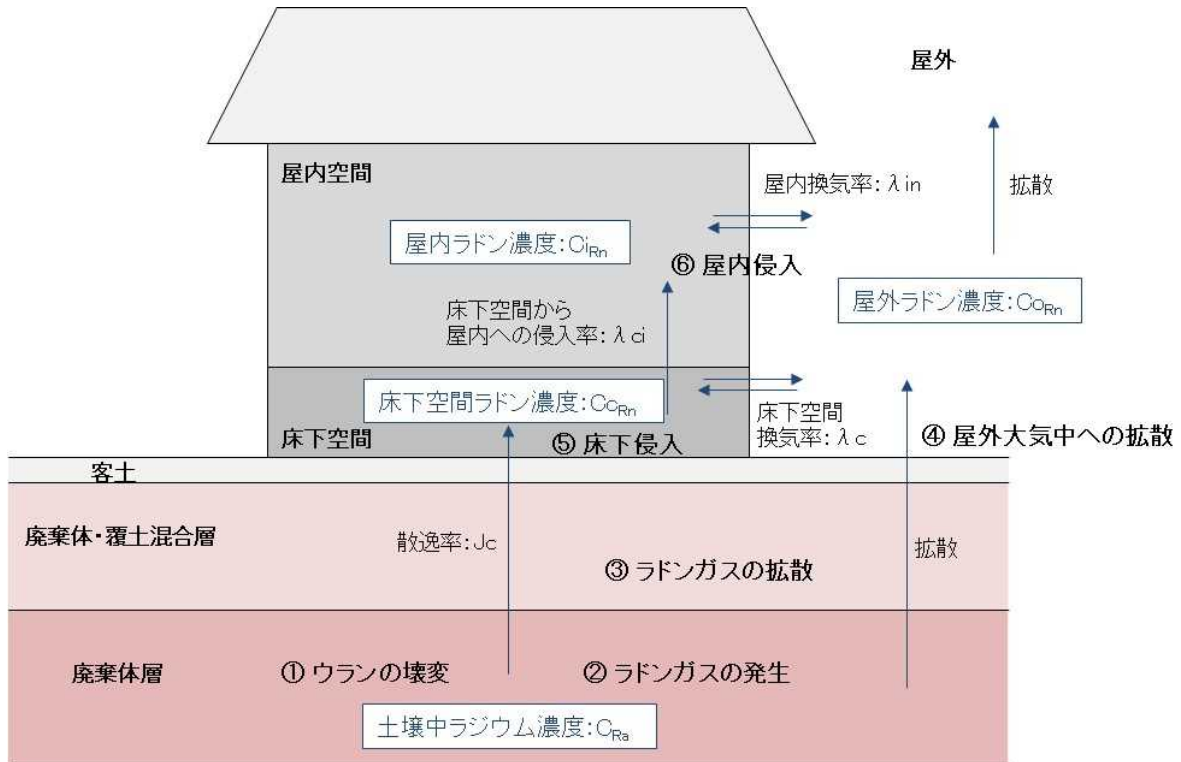 屋外
屋内空間
屋内換気率:λin
拡散
屋内ラドン濃度:CiRn
⑥ 屋内侵入
屋外ラドン濃度:CoRn
床下空間から
屋内への侵入率:λci
床下空間ラドン濃度:CcRn
床下空間
換気率:λc
床下空間
⑤ 床下侵入
④ 屋外大気中への拡散
客土
廃棄体・覆土混合層
散逸率:Jc
拡散
③ ラドンガスの拡散
廃棄体層
① ウランの壊変
② ラドンガスの発生
土壌中ラジウム濃度:CRa